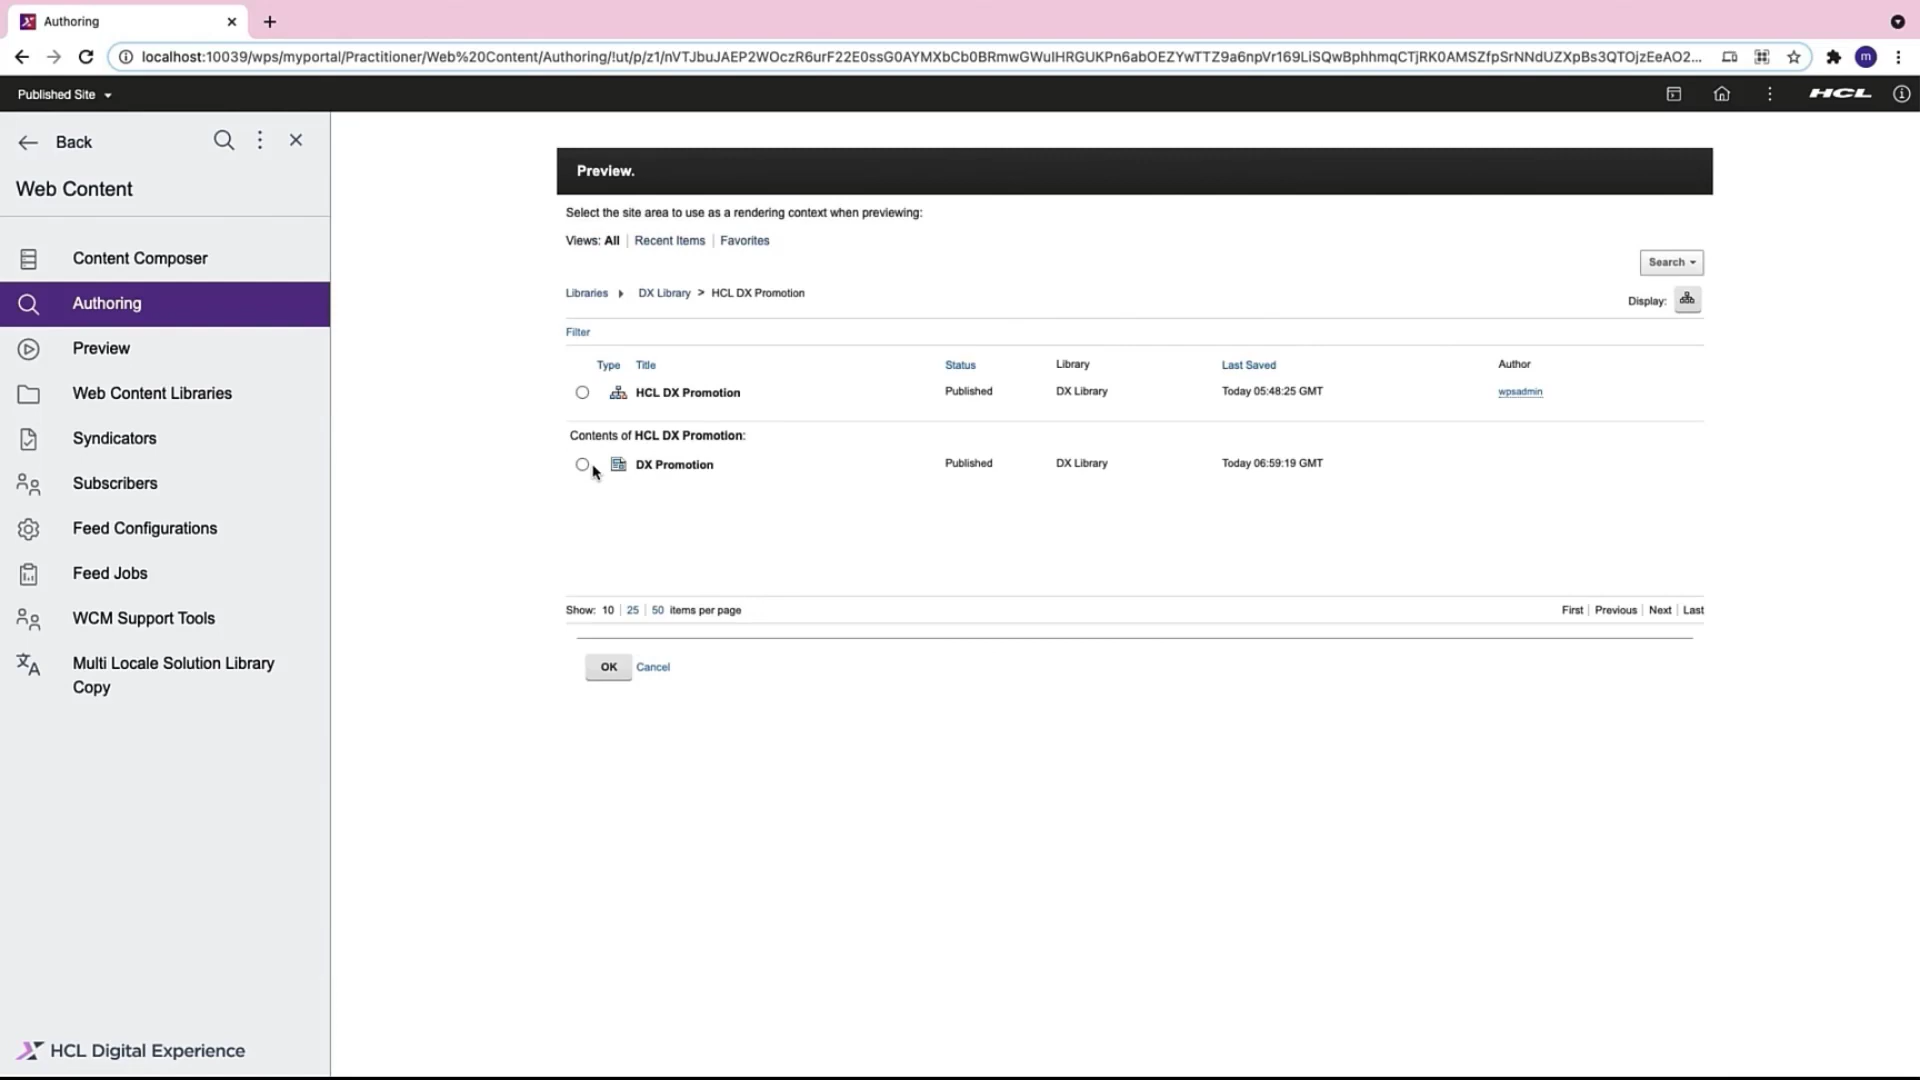 Authoring
localhost:10039/wps/myportal/Practitioner/Web%20Content/Authoring/!ut/p/z1/nVTJbuJAEP2WOczR6urF22E0ssG0AYMXbCb0BRmwGWuIHRGUKPn6abOEZYwTTZ9a6npVr169LiSQwBphhmqCTjRK0AMSZfpSrNNdUZXpBs3QTOjzEeAO2...
m
Published Site
HCL
Back
Web Content
Content Composer
Authoring
Preview
Web Content Libraries
Syndicators
Subscribers
Feed Configurations
Feed Jobs
WCM Support Tools
Multi Locale Solution Library
Copy
HCL Digital Experience
Preview.
Select the site area to use as a rendering context when previewing:
Views: All | Recent Items | Favorites
Search
Libraries DX Library > HCL DX Promotion
Display:
Filter
Type Title Status Library Last Saved Author
HCL DX Promotion Published DX Library Today 05:48:25 GMT wpsadmin
Contents of HCL DX Promotion:
DX Promotion Published DX Library Today 06:59:19 GMT
Show: 10 | 25 | 50 items per page First | Previous | Next | Last
OK Cancel